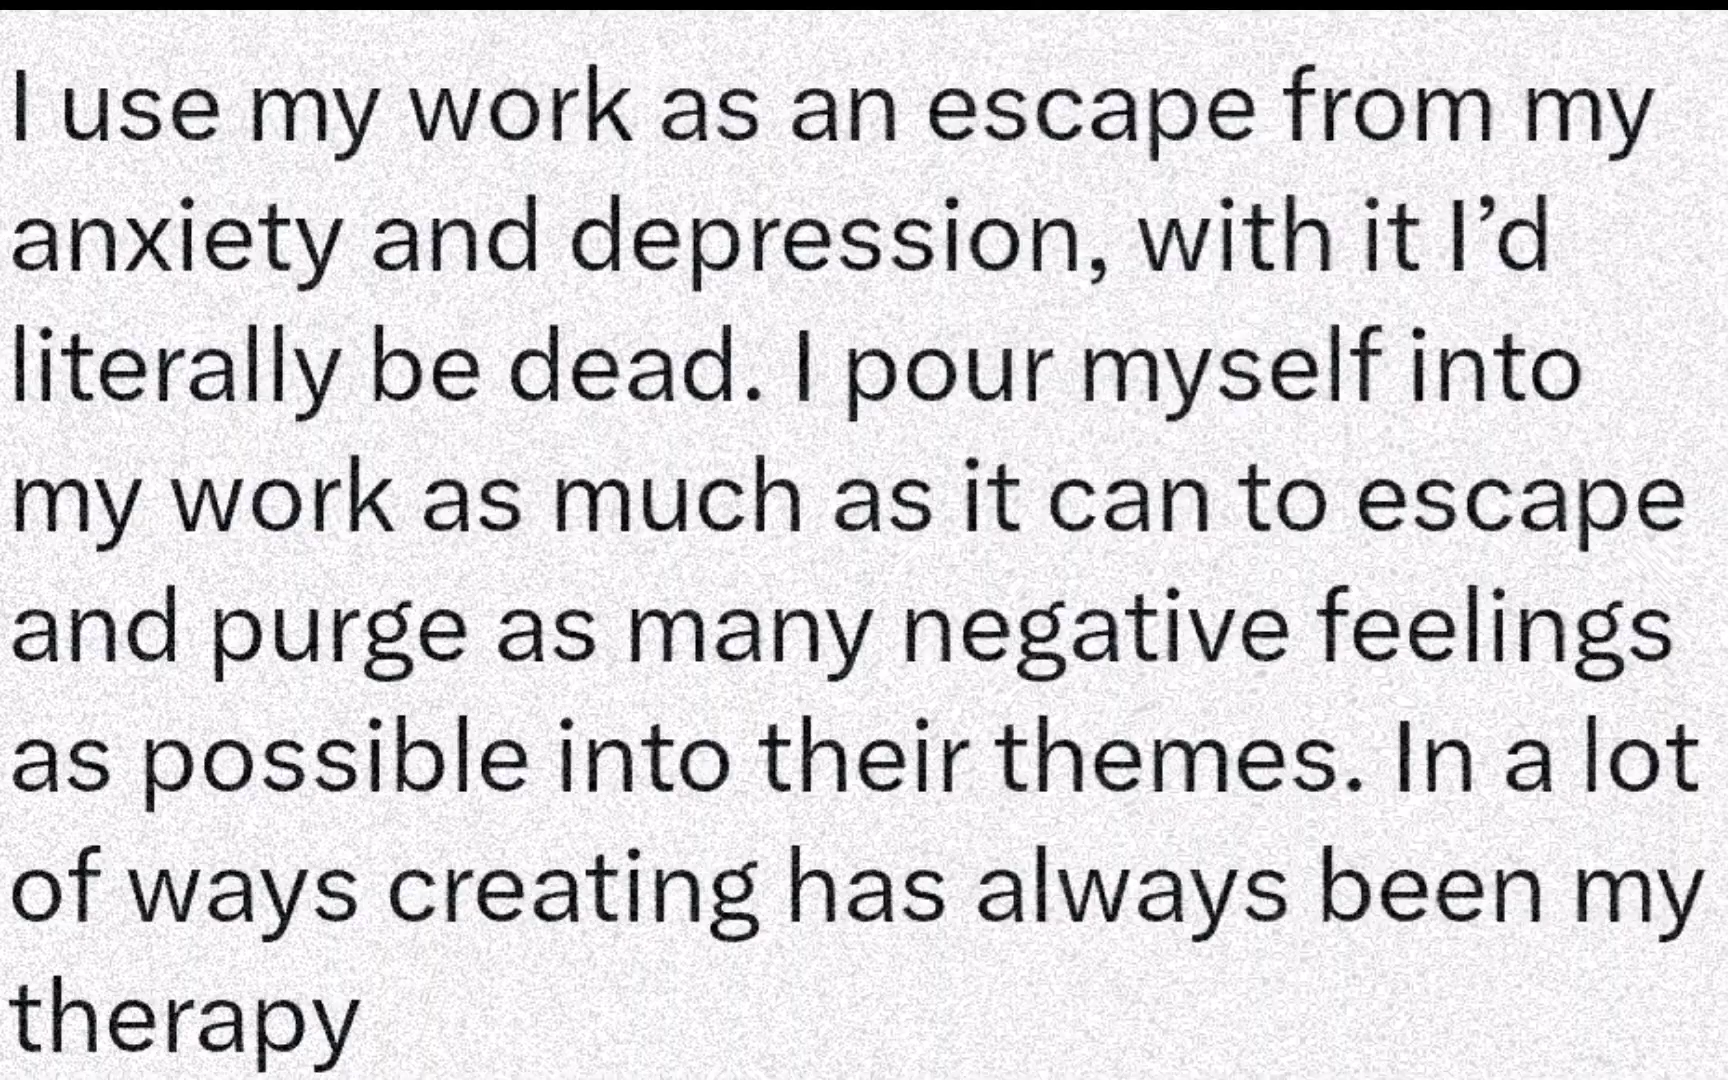 I use my work as an escape from my
anxiety and depression, with it I’d
literally be dead. I pour myself into
my work as much as it can to escape
and purge as many negative feelings
as possible into their themes. In a lot
of ways creating has always been my
therapy